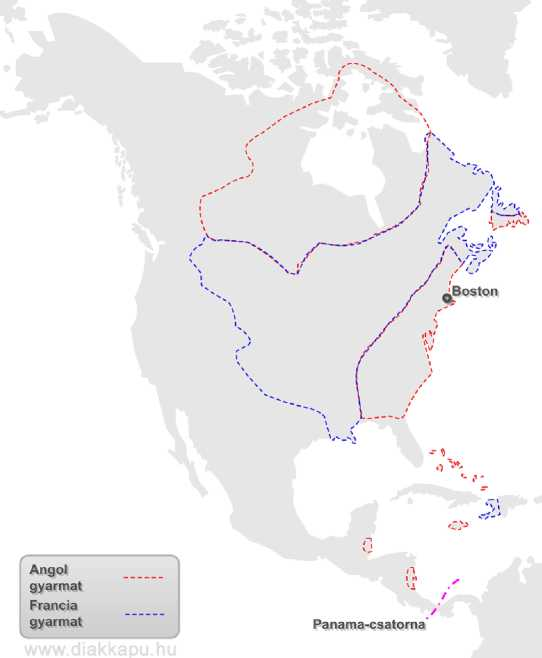 Boston
Angol
gyarmat
Francia
gyarmat
Panama-csatorna
www.diakkapu.hu